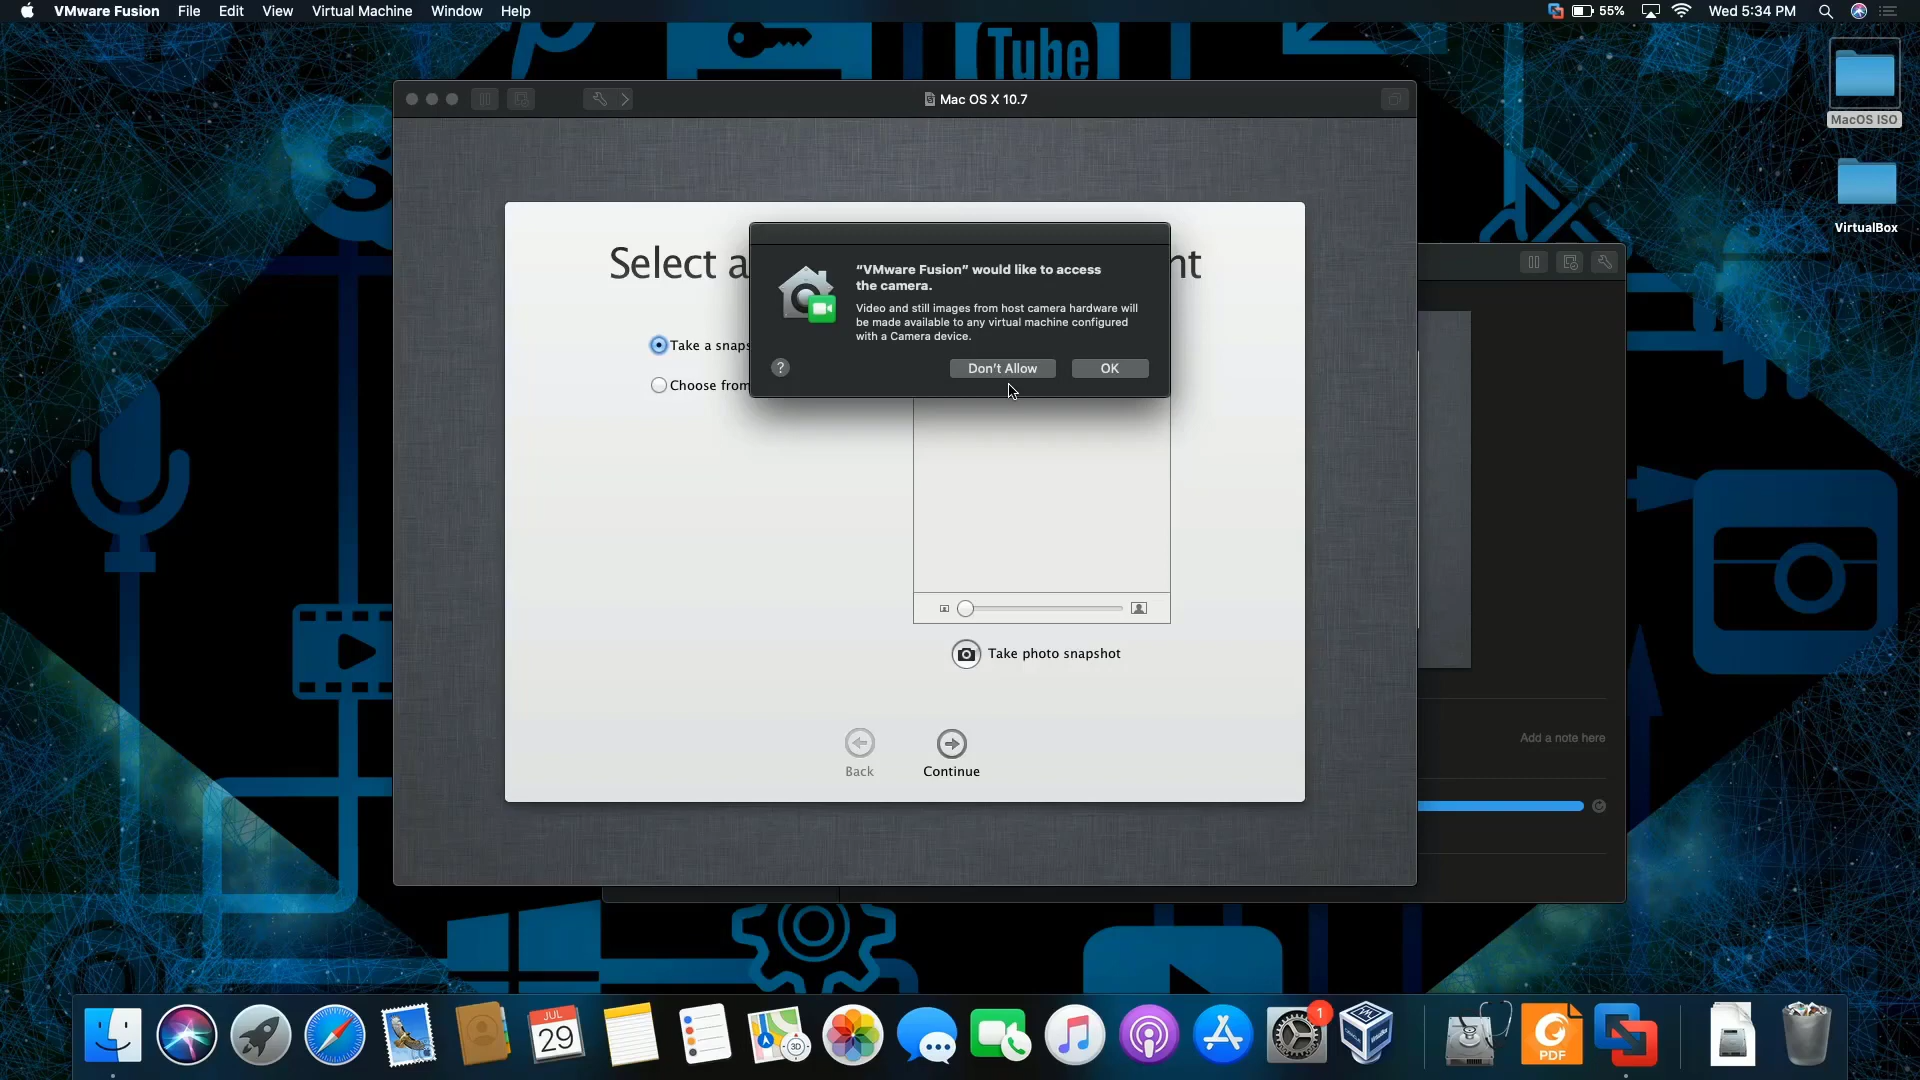 VMware Fusion File Edit View Virtual Machine Window Help
55% Wed 5:34 PM
Tube
Mac OS X 10.7
MacOS ISO
VirtualBox
Select a
nt
“VMware Fusion” would like to access
the camera.
Video and still images from host camera hardware will
be made available to any virtual machine configured
with a Camera device.
? Don't Allow OK
Take a snaps
Choose from
Take photo snapshot
Back Continue
Add a note here
JUL
29
3D
1
PDF